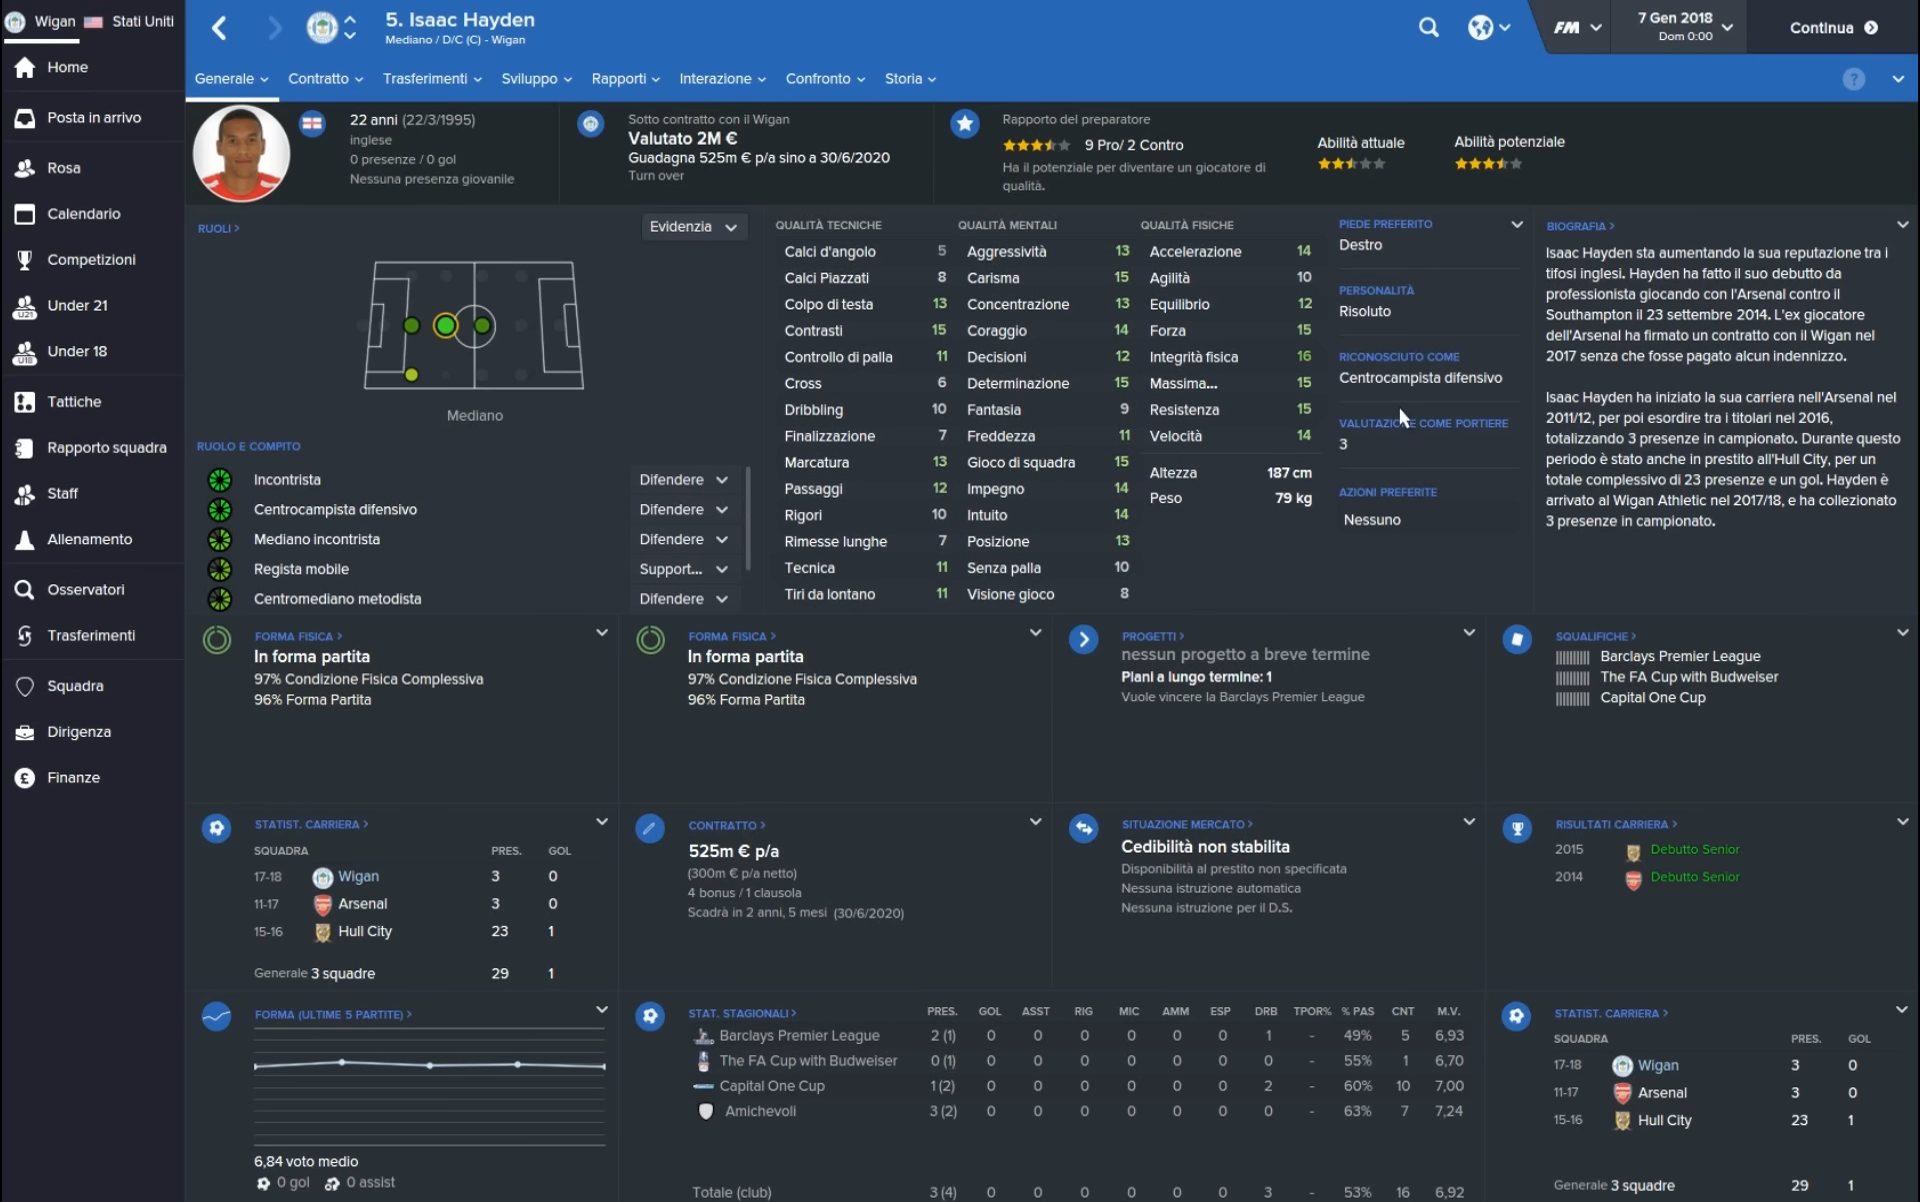 Wigan Stati Uniti
5. Isaac Hayden
Mediano / D/C (C) - Wigan
FM
7 Gen 2018
Dom 0:00
Continua
Generale Contratto Trasferimenti Sviluppo Rapporti Interazione Confronto Storia
?
Home
Posta in arrivo
Rosa
Calendario
Competizioni
U21 Under 21
U18 Under 18
Tattiche
Rapporto squadra
Staff
Allenamento
Osservatori
Trasferimenti
Squadra
Dirigenza
Finanze
22 anni (22/3/1995)
inglese
0 presenze / 0 gol
Nessuna presenza giovanile
Sotto contratto con il Wigan
Valutato 2M €
Guadagna 525m € p/a sino a 30/6/2020
Turn over
Rapporto del preparatore
9 Pro/ 2 Contro
Ha il potenziale per diventare un giocatore di
qualità.
Abilità attuale
Abilità potenziale
RUOLI >
Evidenzia
Mediano
RUOLO E COMPITO
Incontrista Difendere
Centrocampista difensivo Difendere
Mediano incontrista Difendere
Regista mobile Support...
Centromediano metodista Difendere
QUALITÀ TECNICHE
Calci d'angolo 5
Calci Piazzati 8
Colpo di testa 13
Contrasti 15
Controllo di palla 11
Cross 6
Dribbling 10
Finalizzazione 7
Marcatura 13
Passaggi 12
Rigori 10
Rimesse lunghe 7
Tecnica 11
Tiri da lontano 11
QUALITÀ MENTALI
Aggressività 13
Carisma 15
Concentrazione 13
Coraggio 14
Decisioni 12
Determinazione 15
Fantasia 9
Freddezza 11
Gioco di squadra 15
Impegno 14
Intuito 14
Posizione 13
Senza palla 10
Visione gioco 8
QUALITÀ FISICHE
Accelerazione 14
Agilità 10
Equilibrio 12
Forza 15
Integrità fisica 16
Massima... 15
Resistenza 15
Velocità 14
Altezza 187 cm
Peso 79 kg
PIEDE PREFERITO
Destro
PERSONALITÀ
Risoluto
RICONOSCIUTO COME
Centrocampista difensivo
VALUTAZIONE COME PORTIERE
3
AZIONI PREFERITE
Nessuno
BIOGRAFIA >
Isaac Hayden sta aumentando la sua reputazione tra i
tifosi inglesi. Hayden ha fatto il suo debutto da
professionista giocando con l'Arsenal contro il
Southampton il 23 settembre 2014. L'ex giocatore
dell'Arsenal ha firmato un contratto con il Wigan nel
2017 senza che fosse pagato alcun indennizzo.
Isaac Hayden ha iniziato la sua carriera nell'Arsenal nel
2011/12, per poi esordire tra i titolari nel 2016,
totalizzando 3 presenze in campionato. Durante questo
periodo è stato anche in prestito all'Hull City, per un
totale complessivo di 23 presenze e un gol. Hayden è
arrivato al Wigan Athletic nel 2017/18, e ha collezionato
3 presenze in campionato.
FORMA FISICA >
In forma partita
97% Condizione Fisica Complessiva
96% Forma Partita
FORMA FISICA >
In forma partita
97% Condizione Fisica Complessiva
96% Forma Partita
PROGETTI >
nessun progetto a breve termine
Piani a lungo termine: 1
Vuole vincere la Barclays Premier League
SQUALIFICHE >
Barclays Premier League
The FA Cup with Budweiser
Capital One Cup
STATIST. CARRIERA >
SQUADRA PRES. GOL
17-18 Wigan 3 0
11-17 Arsenal 3 0
15-16 Hull City 23 1
Generale 3 squadre 29 1
CONTRATTO >
525m € p/a
(300m € p/a netto)
4 bonus / 1 clausola
Scadrà in 2 anni, 5 mesi (30/6/2020)
SITUAZIONE MERCATO >
Cedibilità non stabilita
Disponibilità al prestito non specificata
Nessuna istruzione automatica
Nessuna istruzione per il D.S.
RISULTATI CARRIERA >
2015 Debutto Senior
2014 Debutto Senior
FORMA (ULTIME 5 PARTITE) >
6,84 voto medio
0 gol 0 assist
STAT. STAGIONALI > PRES. GOL ASST RIG MIC AMM ESP DRB TPOR% % PAS CNT M.V.
Barclays Premier League 2 (1) 0 0 0 0 0 0 1 - 49% 5 6,93
The FA Cup with Budweiser 0 (1) 0 0 0 0 0 0 0 - 55% 1 6,70
Capital One Cup 1 (2) 0 0 0 0 0 0 2 - 60% 10 7,00
Amichevoli 3 (2) 0 0 0 0 0 0 0 - 63% 7 7,24
Totale (club) 3 (4) 0 0 0 0 0 0 3 - 53% 16 6,92
STATIST. CARRIERA >
SQUADRA PRES. GOL
17-18 Wigan 3 0
11-17 Arsenal 3 0
15-16 Hull City 23 1
Generale 3 squadre 29 1